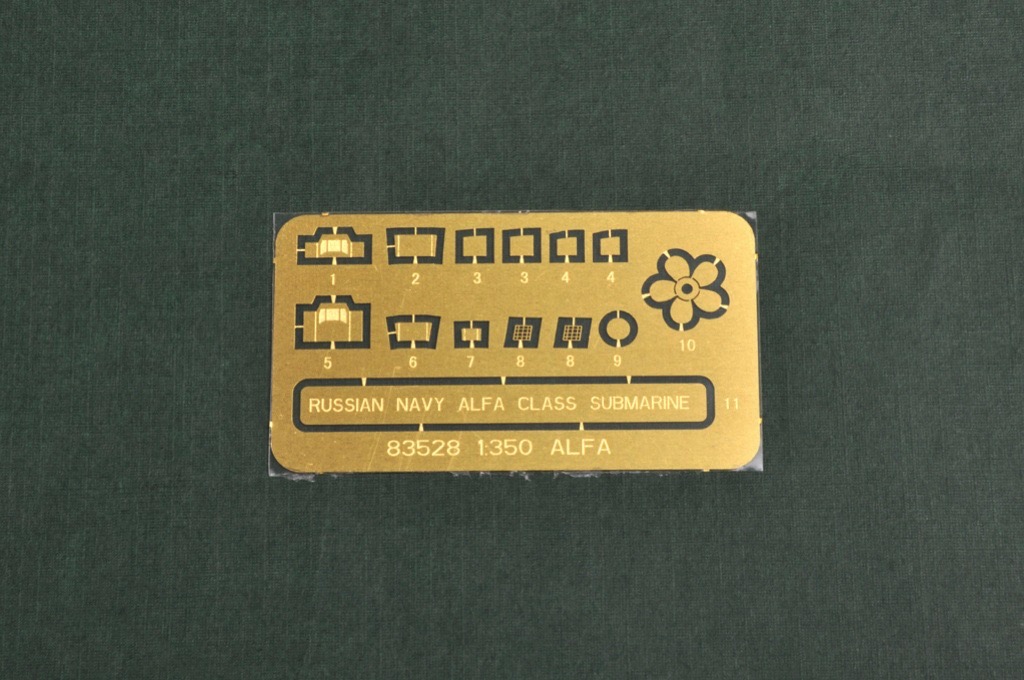 1 2 3 3 4 4
5 6 7 8 8 9 10
RUSSIAN NAVY ALFA CLASS SUBMARINE 11
83528 1:350 ALFA